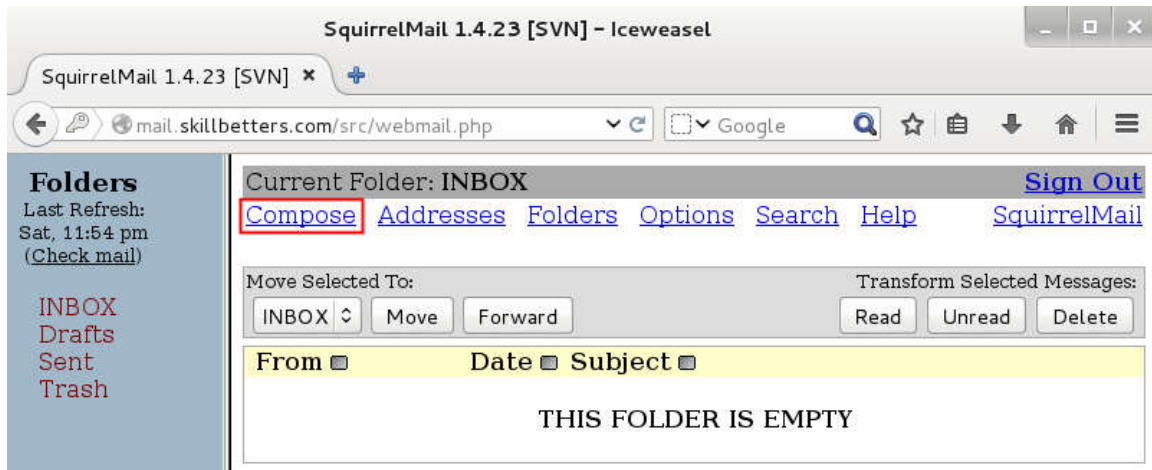 SquirrelMail 1.4.23 [SVN] - Iceweasel
SquirrelMail 1.4.23 [SVN]
mail.skillbetters.com/src/webmail.php Google
Folders
Last Refresh:
Sat, 11:54 pm
(Check mail)
INBOX
Drafts
Sent
Trash
Current Folder: INBOX Sign Out
Compose Addresses Folders Options Search Help SquirrelMail
Move Selected To: Transform Selected Messages:
INBOX Move Forward Read Unread Delete
From Date Subject
THIS FOLDER IS EMPTY